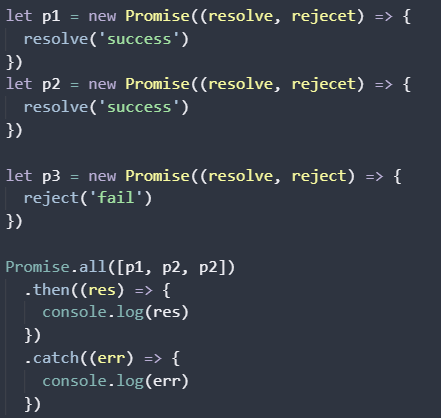 let p1 = new Promise((resolve, rejecet) => {
  resolve('success')
})
let p2 = new Promise((resolve, rejecet) => {
  resolve('success')
})

let p3 = new Promise((resolve, reject) => {
  reject('fail')
})

Promise.all([p1, p2, p2])
  .then((res) => {
    console.log(res)
  })
  .catch((err) => {
    console.log(err)
  })